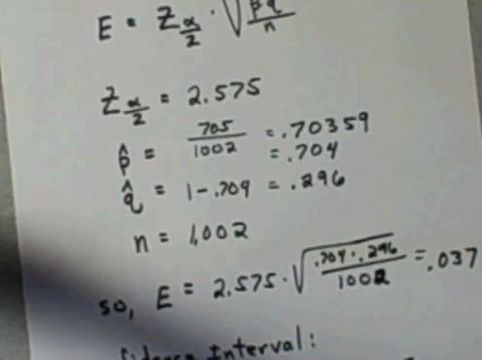 E = Z α/2 · √(p̂q̂/n)
Z α/2 = 2.575
p̂ = 705/1002 = .70359
= .704
q̂ = 1-.704 = .296
n = 1,002
so, E = 2.575 · √(.704·.296/1002) = .037
Interval: